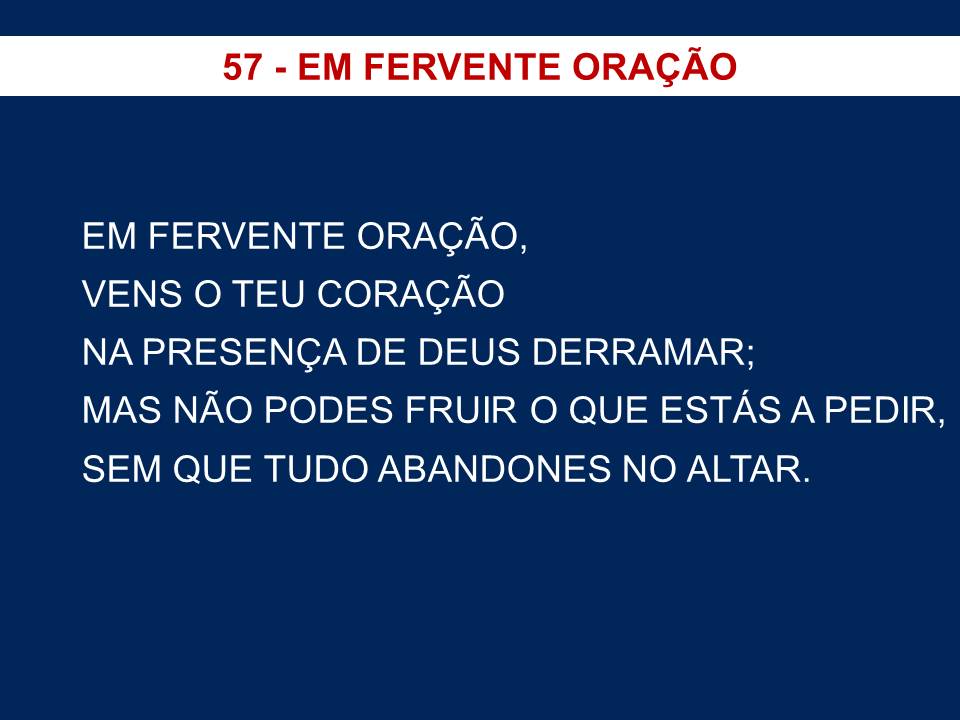 57 - EM FERVENTE ORAÇÃO
EM FERVENTE ORAÇÃO,
VENS O TEU CORAÇÃO
NA PRESENÇA DE DEUS DERRAMAR;
MAS NÃO PODES FRUIR O QUE ESTÁS A PEDIR,
SEM QUE TUDO ABANDONES NO ALTAR.